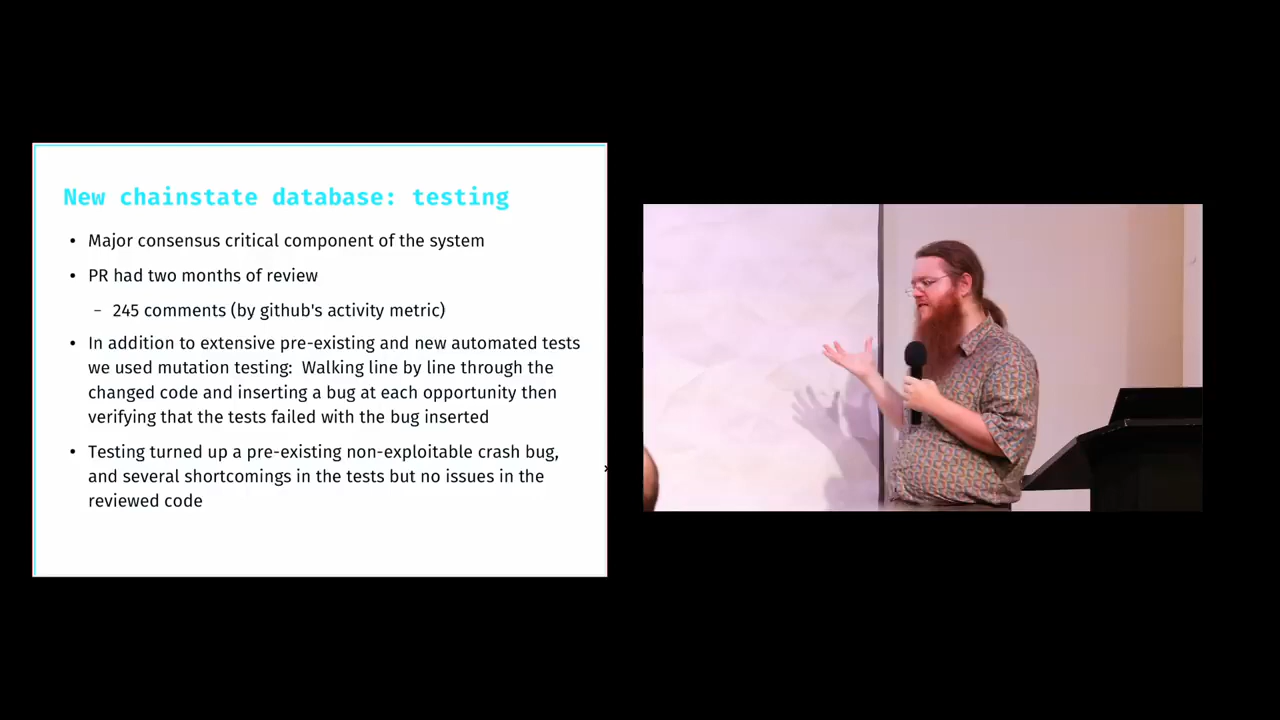 New chainstate database: testing
• Major consensus critical component of the system
• PR had two months of review
– 245 comments (by github's activity metric)
• In addition to extensive pre-existing and new automated tests
we used mutation testing:  Walking line by line through the
changed code and inserting a bug at each opportunity then
verifying that the tests failed with the bug inserted
• Testing turned up a pre-existing non-exploitable crash bug,
and several shortcomings in the tests but no issues in the
reviewed code